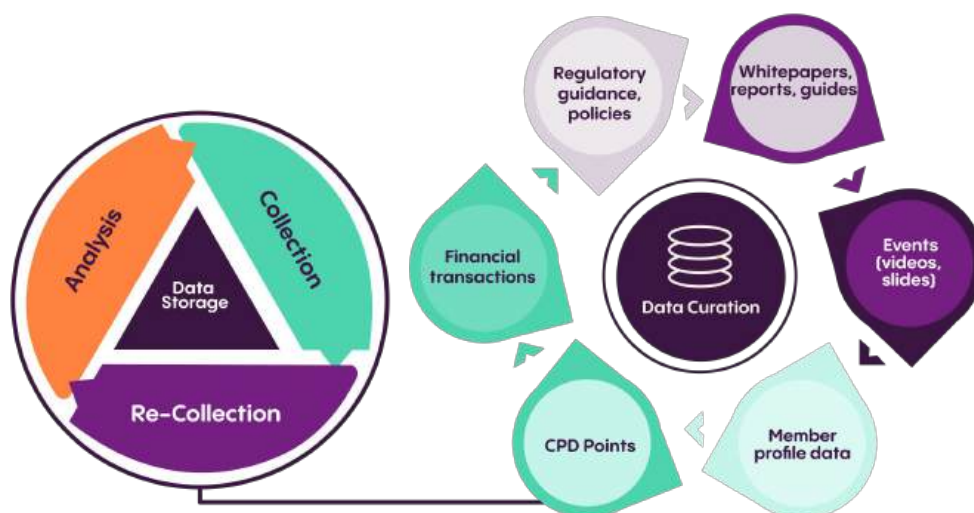 Analysis
Collection
Data
Storage
Re-Collection
Regulatory
guidance,
policies
Whitepapers,
reports, guides
Events
(videos,
slides)
Member
profile data
CPD Points
Financial
transactions
Data Curation